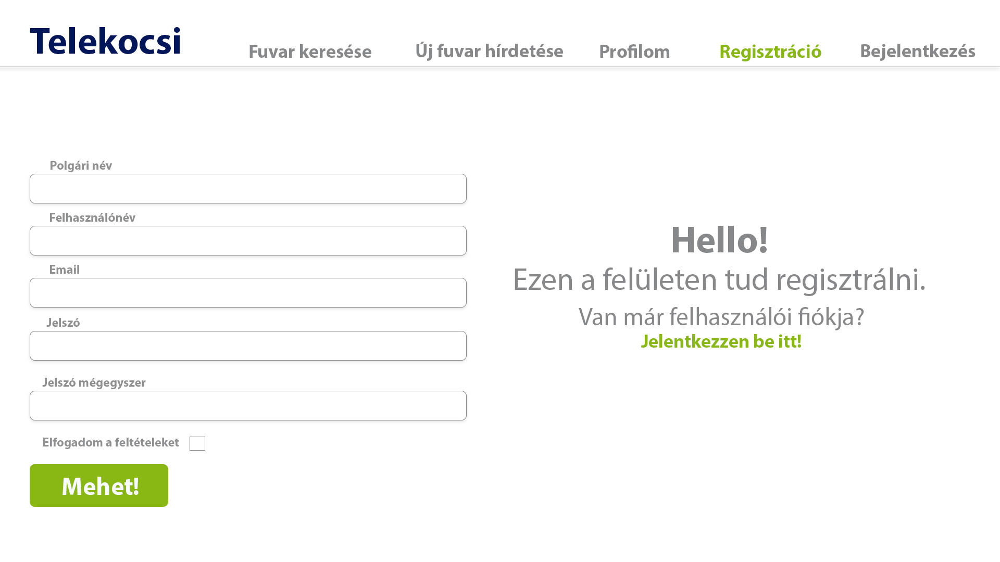 Telekocsi
Fuvar keresése
Új fuvar hírdetése
Profilom
Regisztráció
Bejelentkezés
Polgári név
Felhasználónév
Email
Jelszó
Jelszó mégegyszer
Elfogadom a feltételeket
Mehet!
Hello!
Ezen a felületen tud regisztrálni.
Van már felhasználói fiókja?
Jelentkezzen be itt!